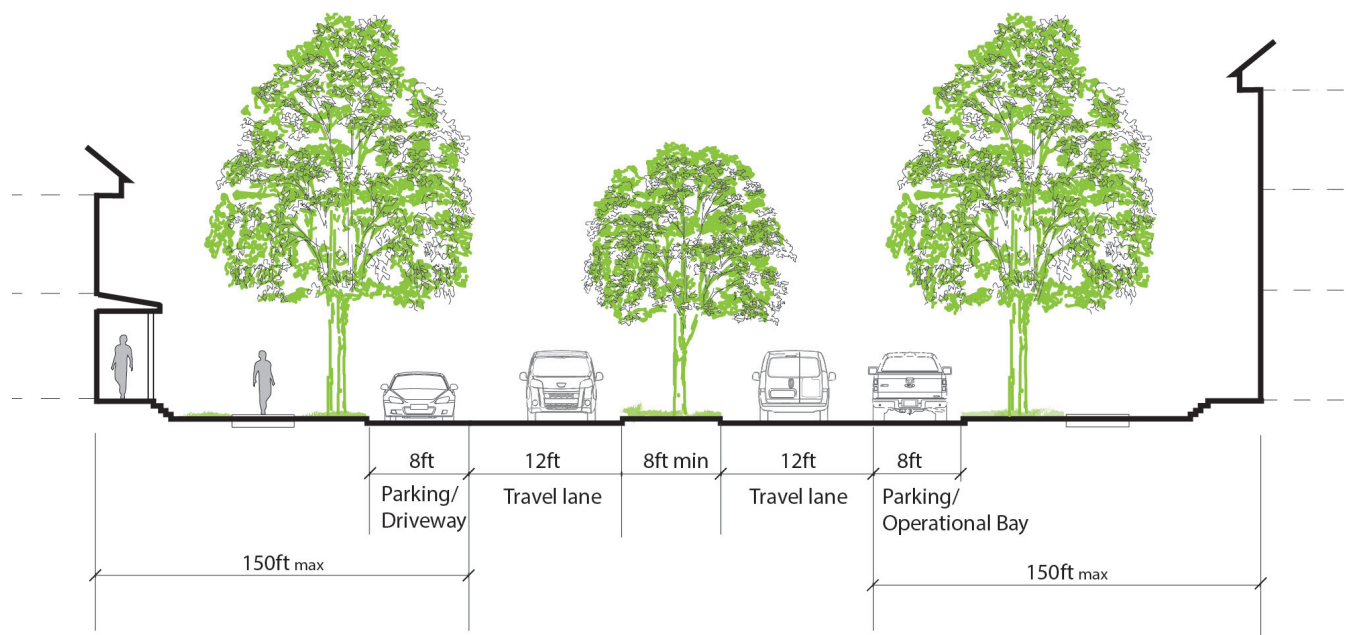 8ft
12ft
8ft min
12ft
8ft
Parking/
Driveway
Travel lane
Travel lane
Parking/
Operational Bay
150ft max
150ft max